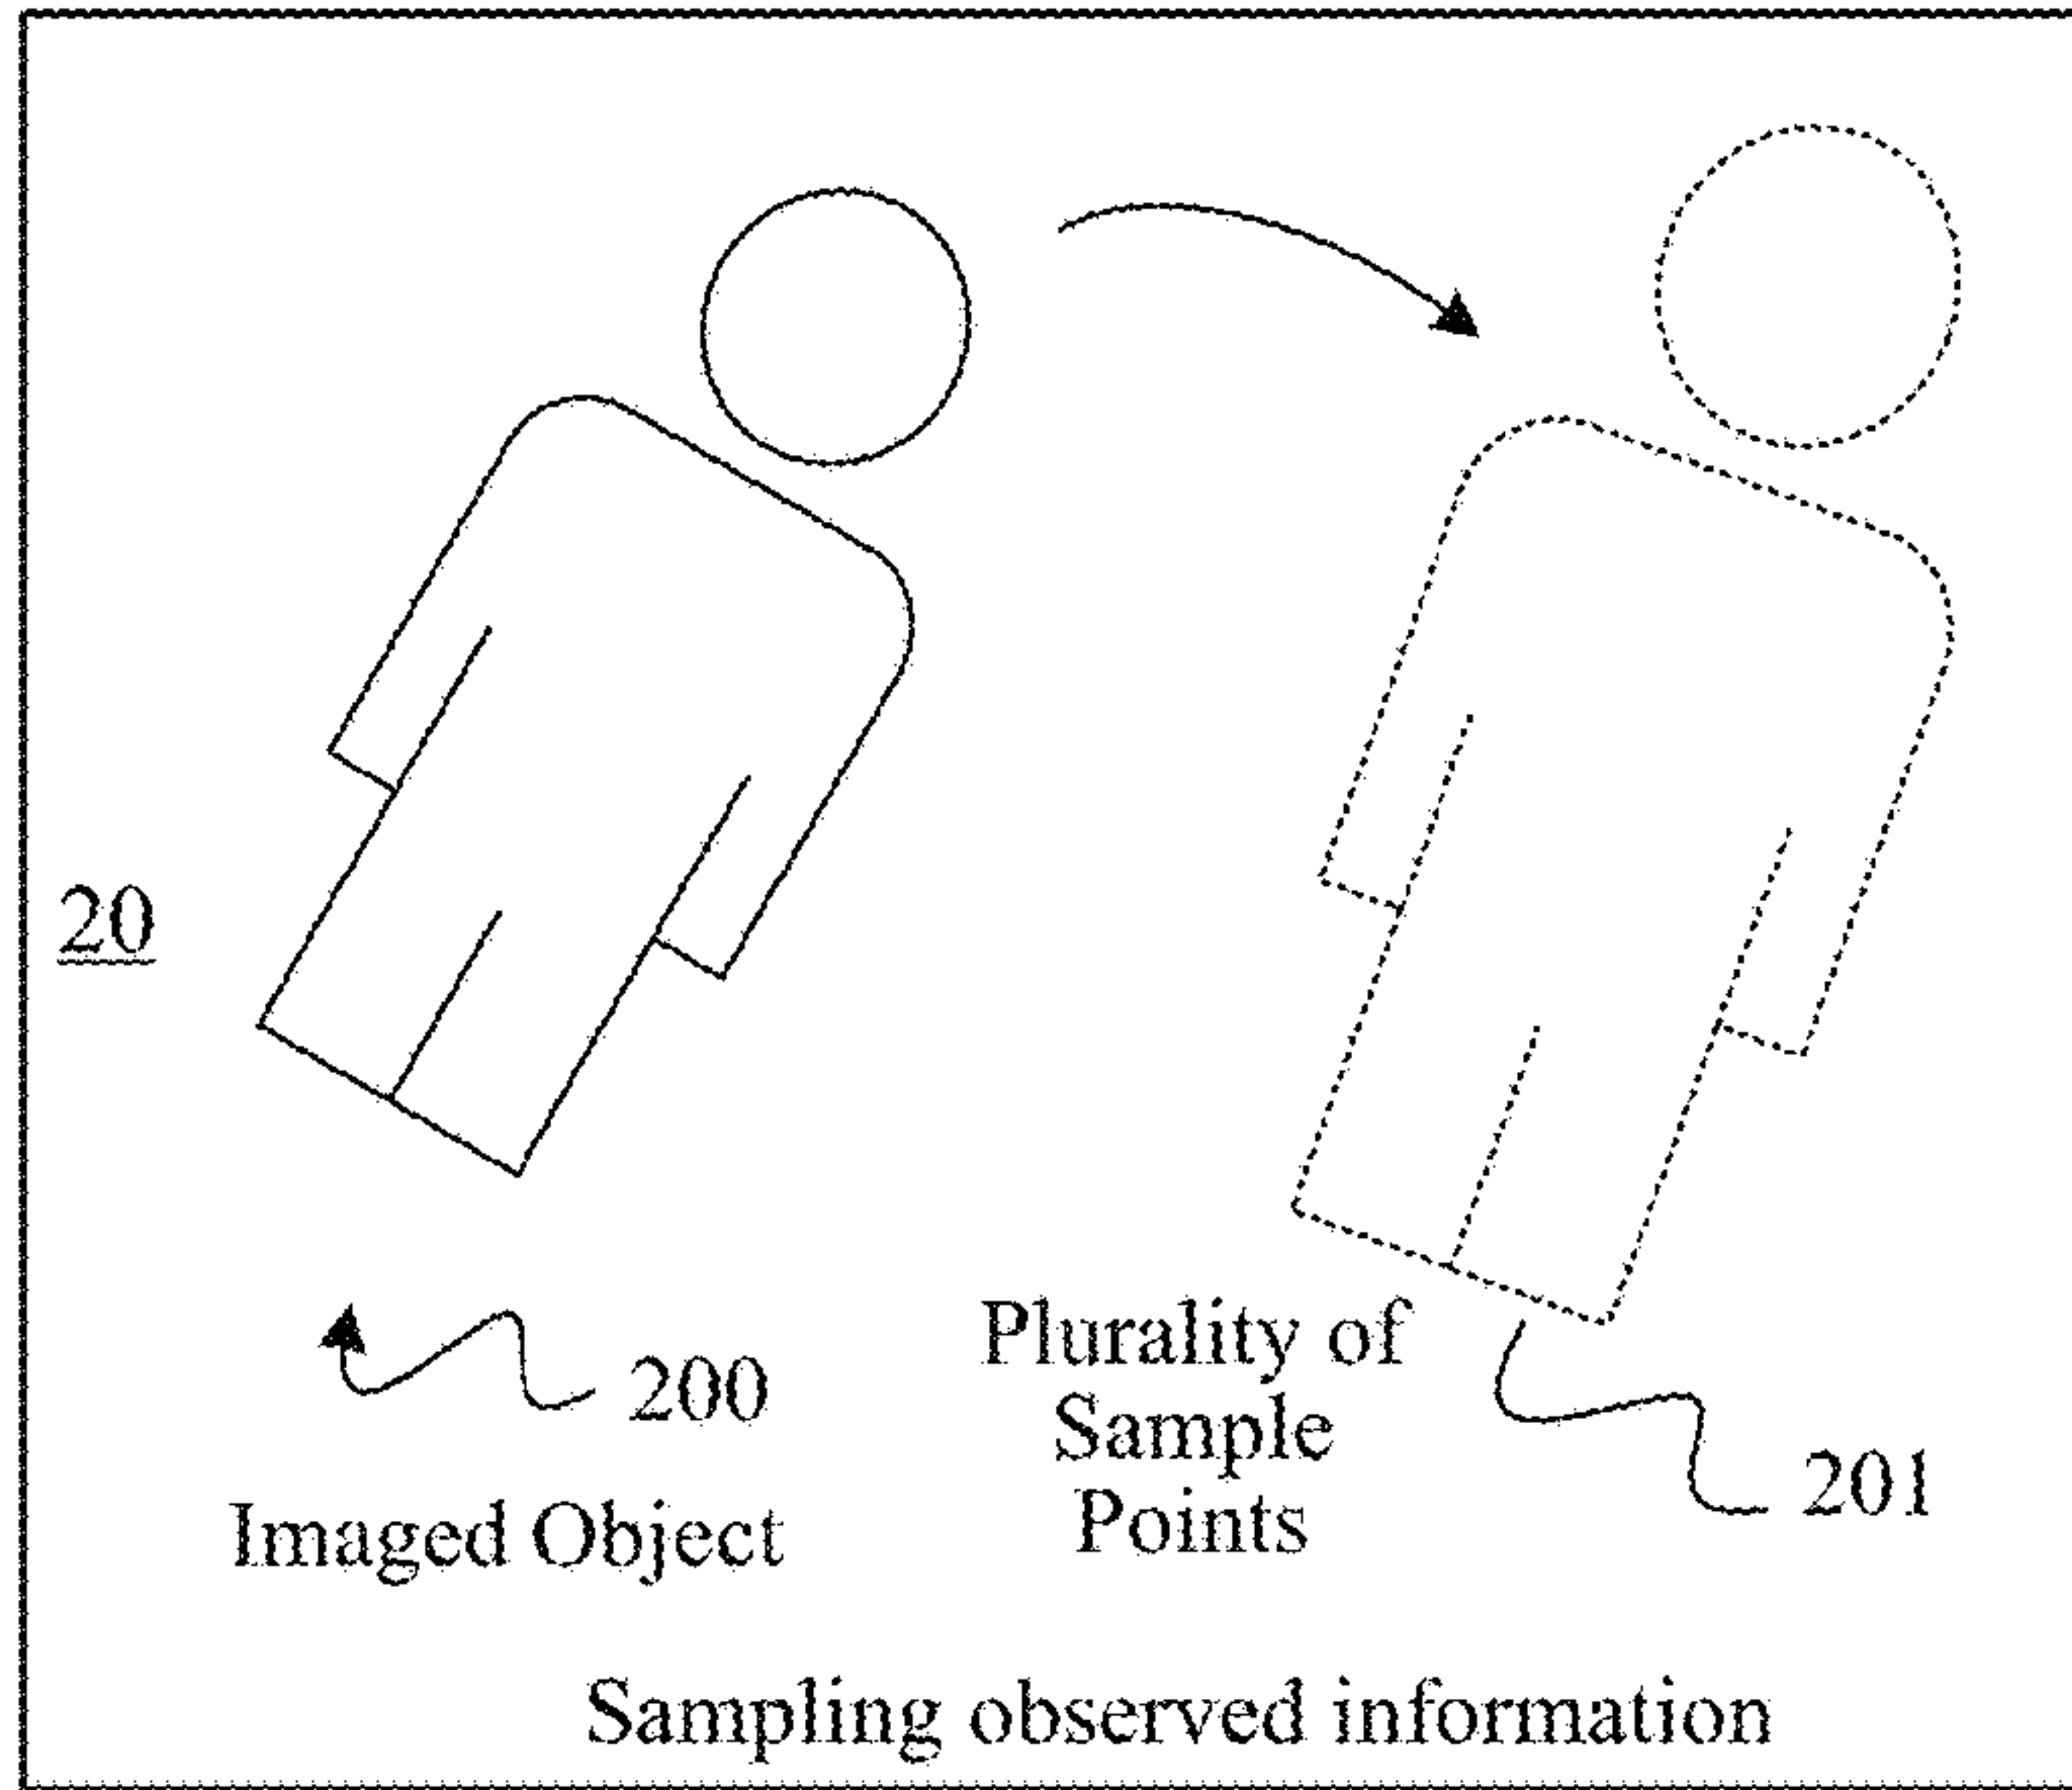 20
200
Imaged Object
Plurality of
Sample
Points
201
Sampling observed information